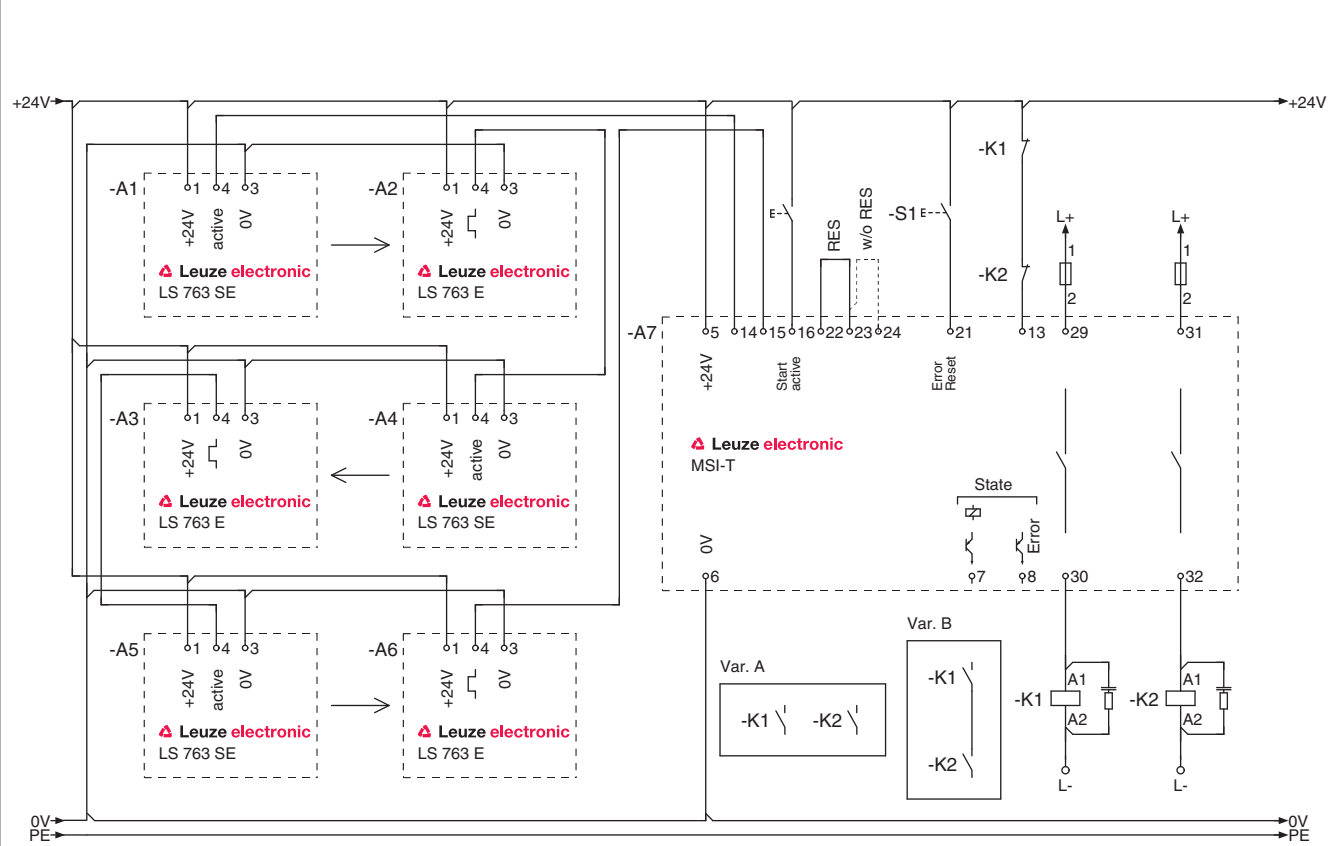 +24V
+24V
-K1
-A1
1 4 3
+24V
active
0V
Leuze electronic
LS 763 SE
-A2
1 4 3
+24V
0V
Leuze electronic
LS 763 E
-S1
E
E
RES
w/o RES
-K2
L+
1
2
L+
1
2
-A7
5 14 15 16 22 23 24 21 13 29 31
+24V
Start
active
Error
Reset
Leuze electronic
MSI-T
State
Error
0V
6 7 8 30 32
-A3
1 4 3
+24V
0V
Leuze electronic
LS 763 E
-A4
1 4 3
+24V
active
0V
Leuze electronic
LS 763 SE
-A5
1 4 3
+24V
active
0V
Leuze electronic
LS 763 SE
-A6
1 4 3
+24V
0V
Leuze electronic
LS 763 E
Var. A
-K1 -K2
Var. B
-K1
-K2
-K1
A1
A2
L-
-K2
A1
A2
L-
0V
0V
PE
PE